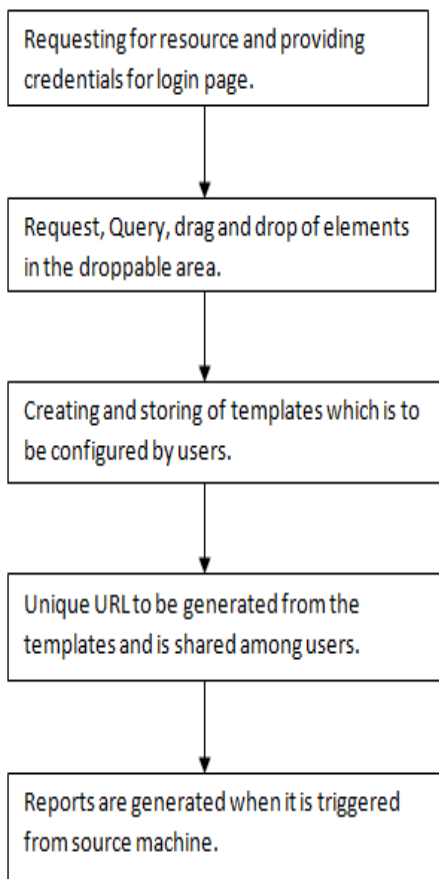 Requesting for resource and providing
credentials for login page.
Request, Query, drag and drop of elements
in the droppable area.
Creating and storing of templates which is to
be configured by users.
Unique URL to be generated from the
templates and is shared among users.
Reports are generated when it is triggered
from source machine.